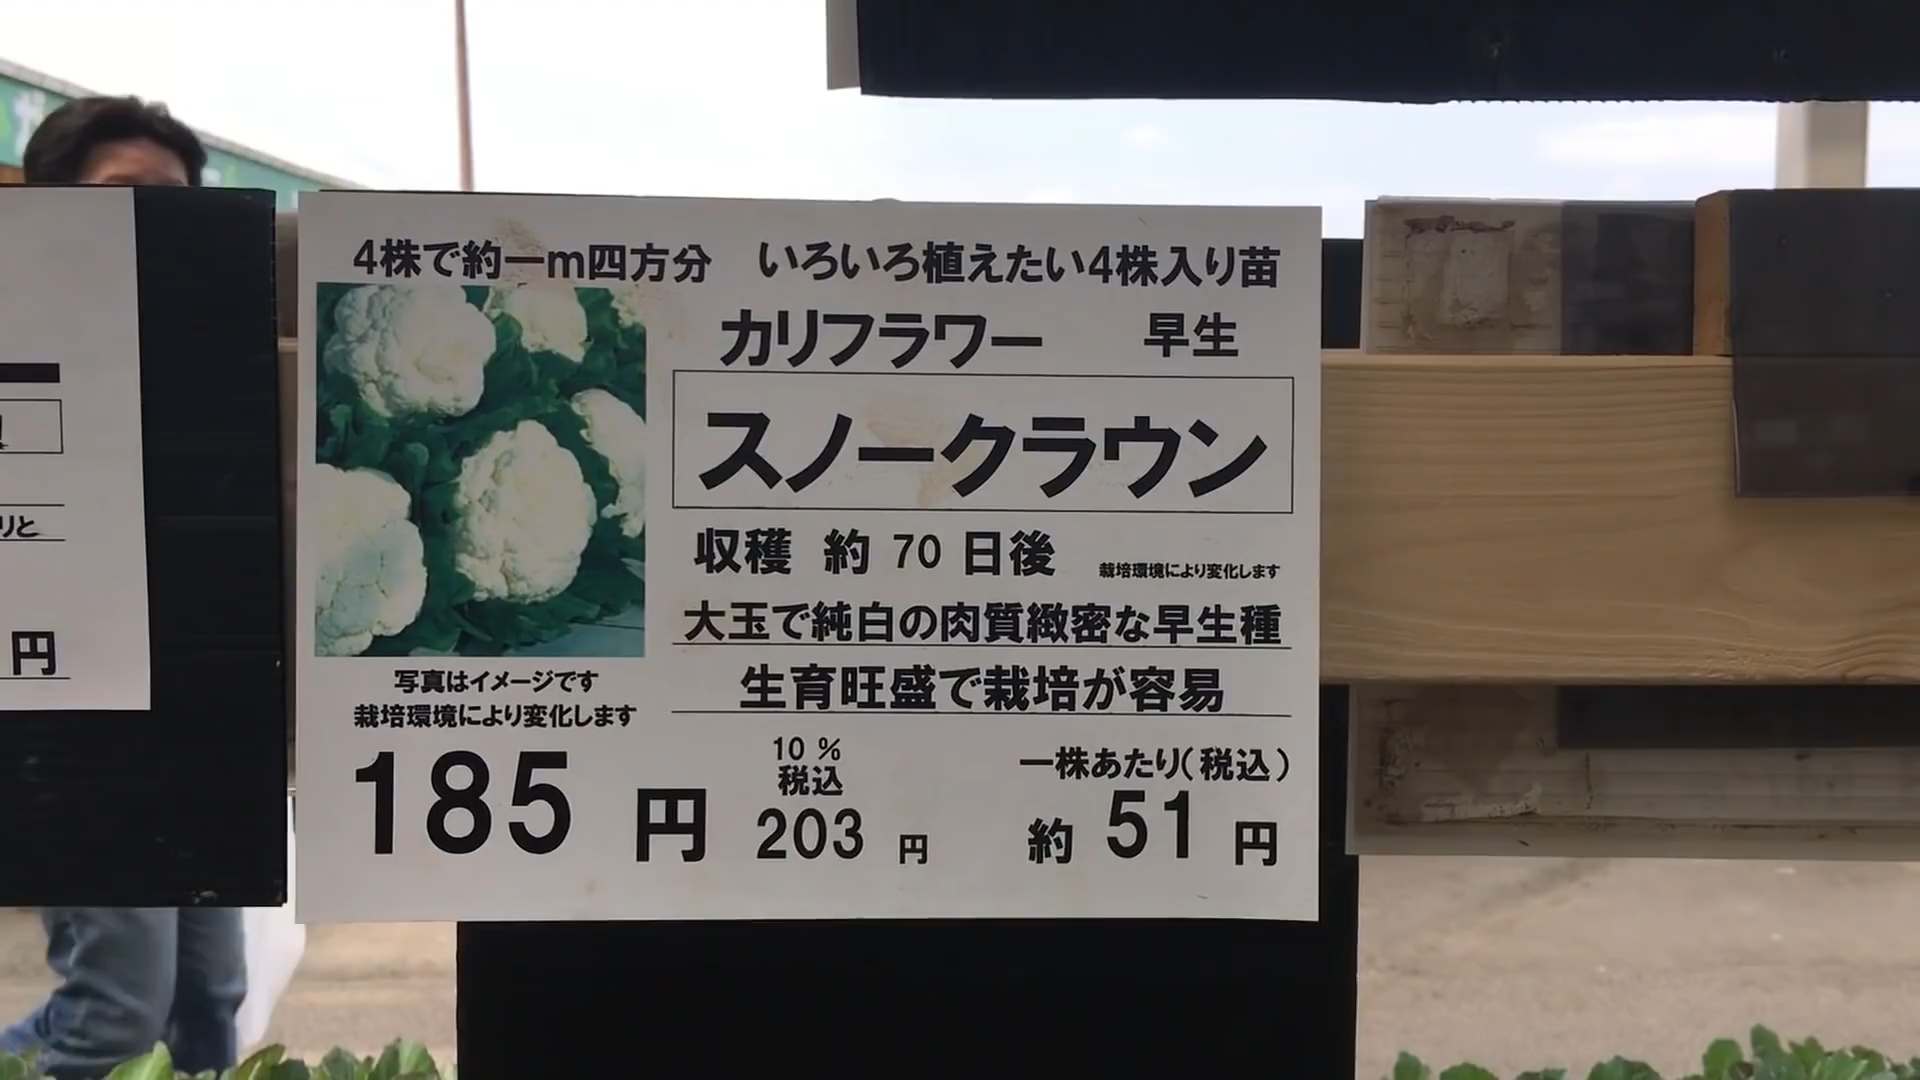 4株で約一m四方分 いろいろ植えたい4株入り苗
カリフラワー 早生
スノークラウン
収穫 約 70 日後 栽培環境により変化します
大玉で純白の肉質緻密な早生種
生育旺盛で栽培が容易
写真はイメージです
栽培環境により変化します
185 円
10 %
税込
203 円
一株あたり(税込)
約 51 円
りと
円